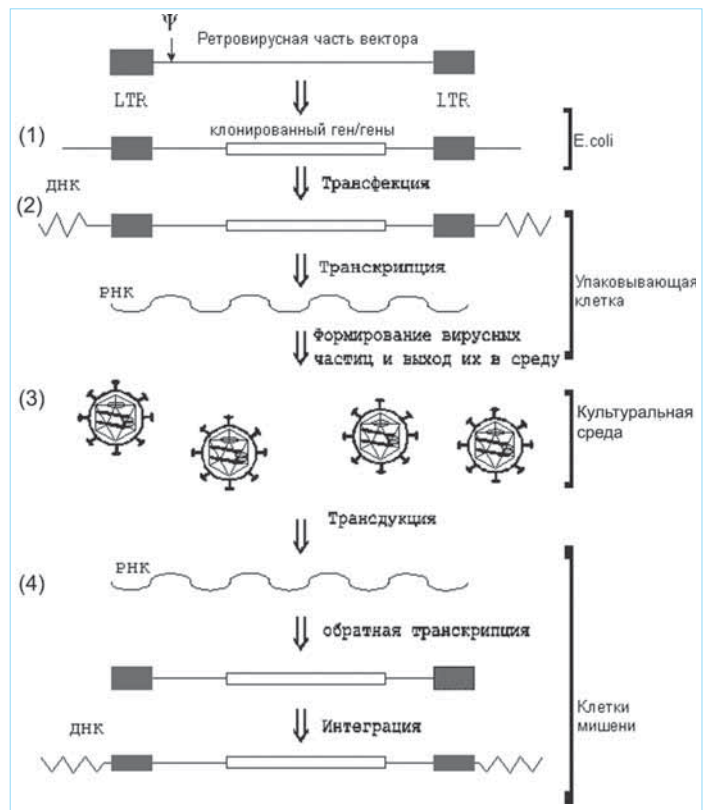 Ψ
Ретровирусная часть вектора
LTR
LTR
(1)
клонированный ген/гены
E.coli
ДНК
Трансфекция
(2)
Транскрипция
Упаковывающая
клетка
РНК
Формирование вирусных
частиц и выход их в среду
(3)
Культуральная
среда
Трансдукция
РНК
(4)
обратная транскрипция
ДНК
Интеграция
Клетки
мишени